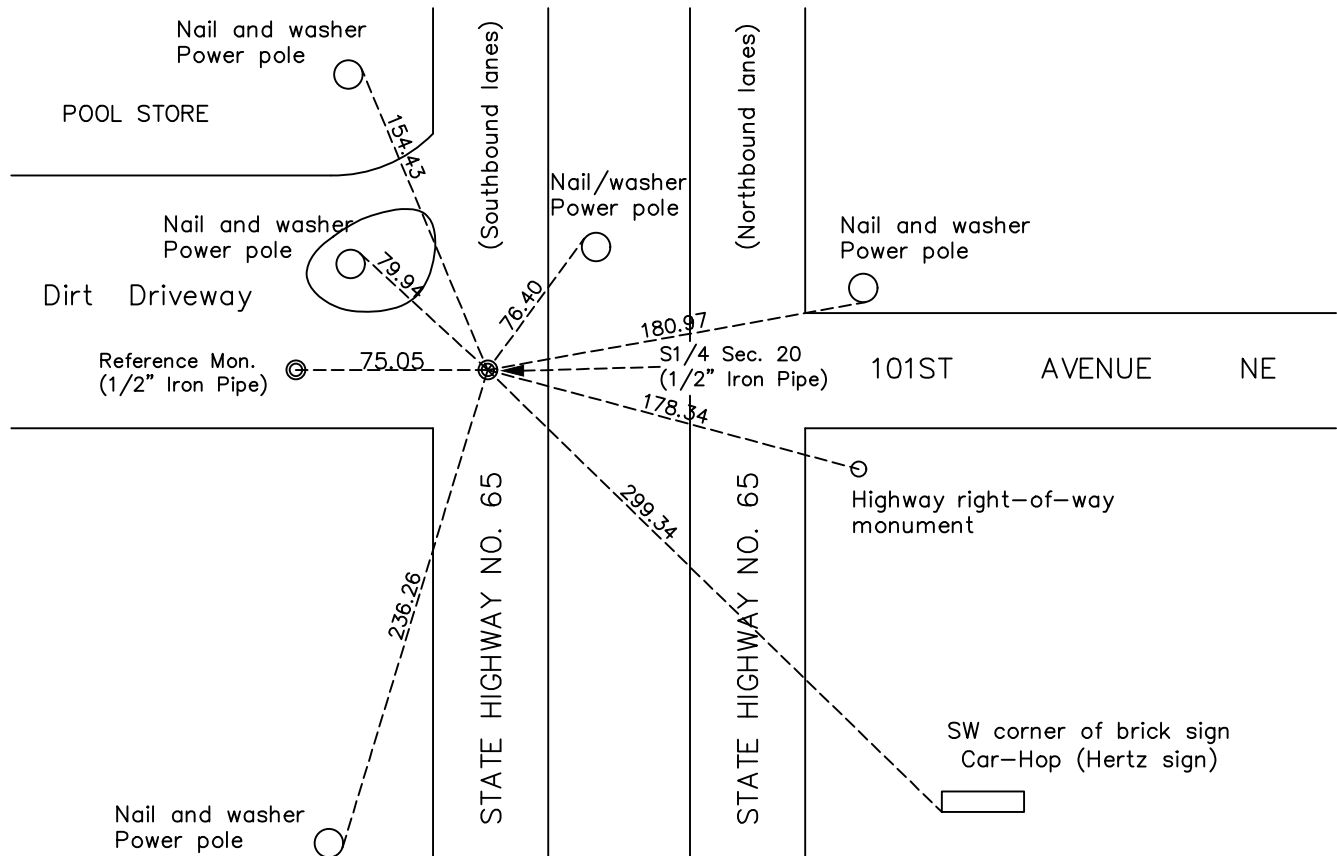 Nail and washer
Power pole
(Southbound lanes)
(Northbound lanes)
POOL STORE
154.43
Nail/washer
Power pole
Nail and washer
Power pole
Nail and washer
Power pole
79.94
76.40
Dirt Driveway
180.97
Reference Mon.
(1/2" Iron Pipe)
75.05
S1/4 Sec. 20
(1/2" Iron Pipe)
101ST AVENUE NE
178.34
299.34
Highway right-of-way
monument
STATE HIGHWAY NO. 65
STATE HIGHWAY NO. 65
236.26
SW corner of brick sign
Car-Hop (Hertz sign)
Nail and washer
Power pole